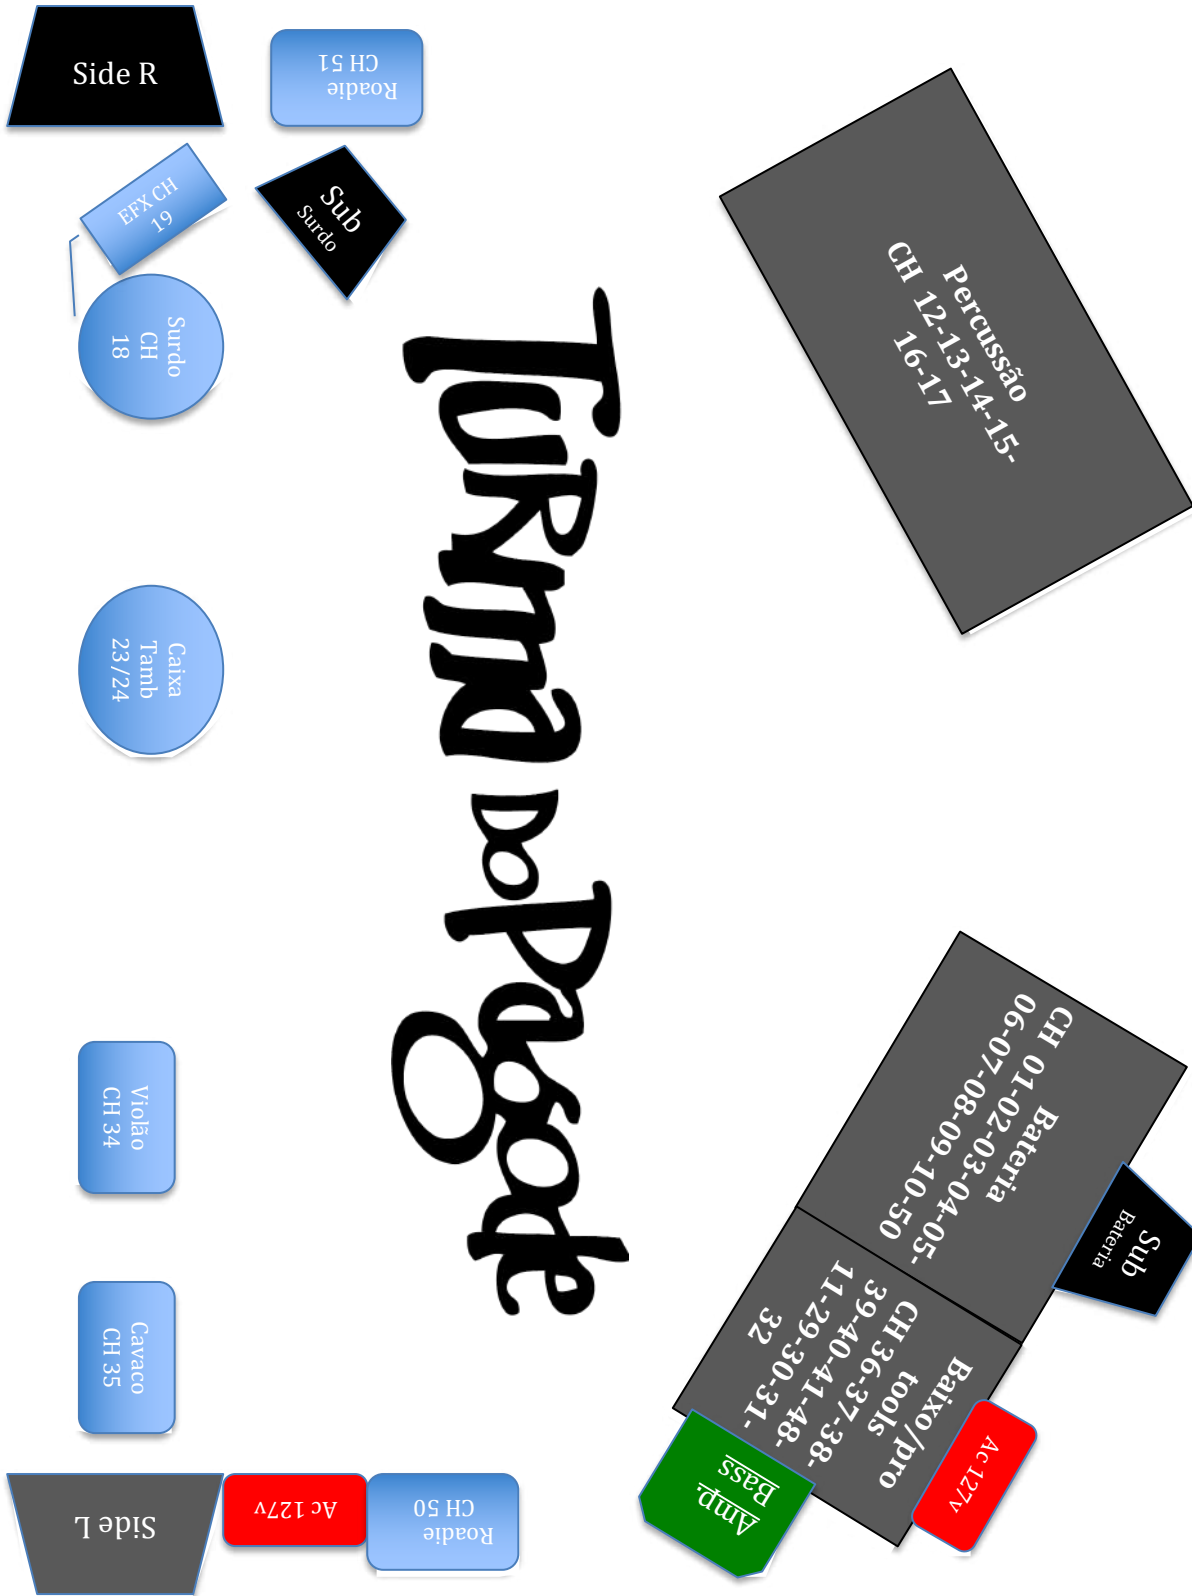 Side R
Roadie
CH 51
EFX CH
19
Sub
Surdo
Surdo
CH
18
Percussão
CH 12-13-14-15-
16-17
TURMA DO PAGODE
Caixa
Tamb
23/24
Violão
CH 34
Cavaco
CH 35
Bateria
CH 01-02-03-04-05-
06-07-08-09-10-50
Sub
Bateria
Baixo/pro
tools
CH 36-37-38-
39-40-41-48-
11-29-30-31-
32
Amp.
Bass
Ac 127v
Side L
Ac 127v
Roadie
CH 50